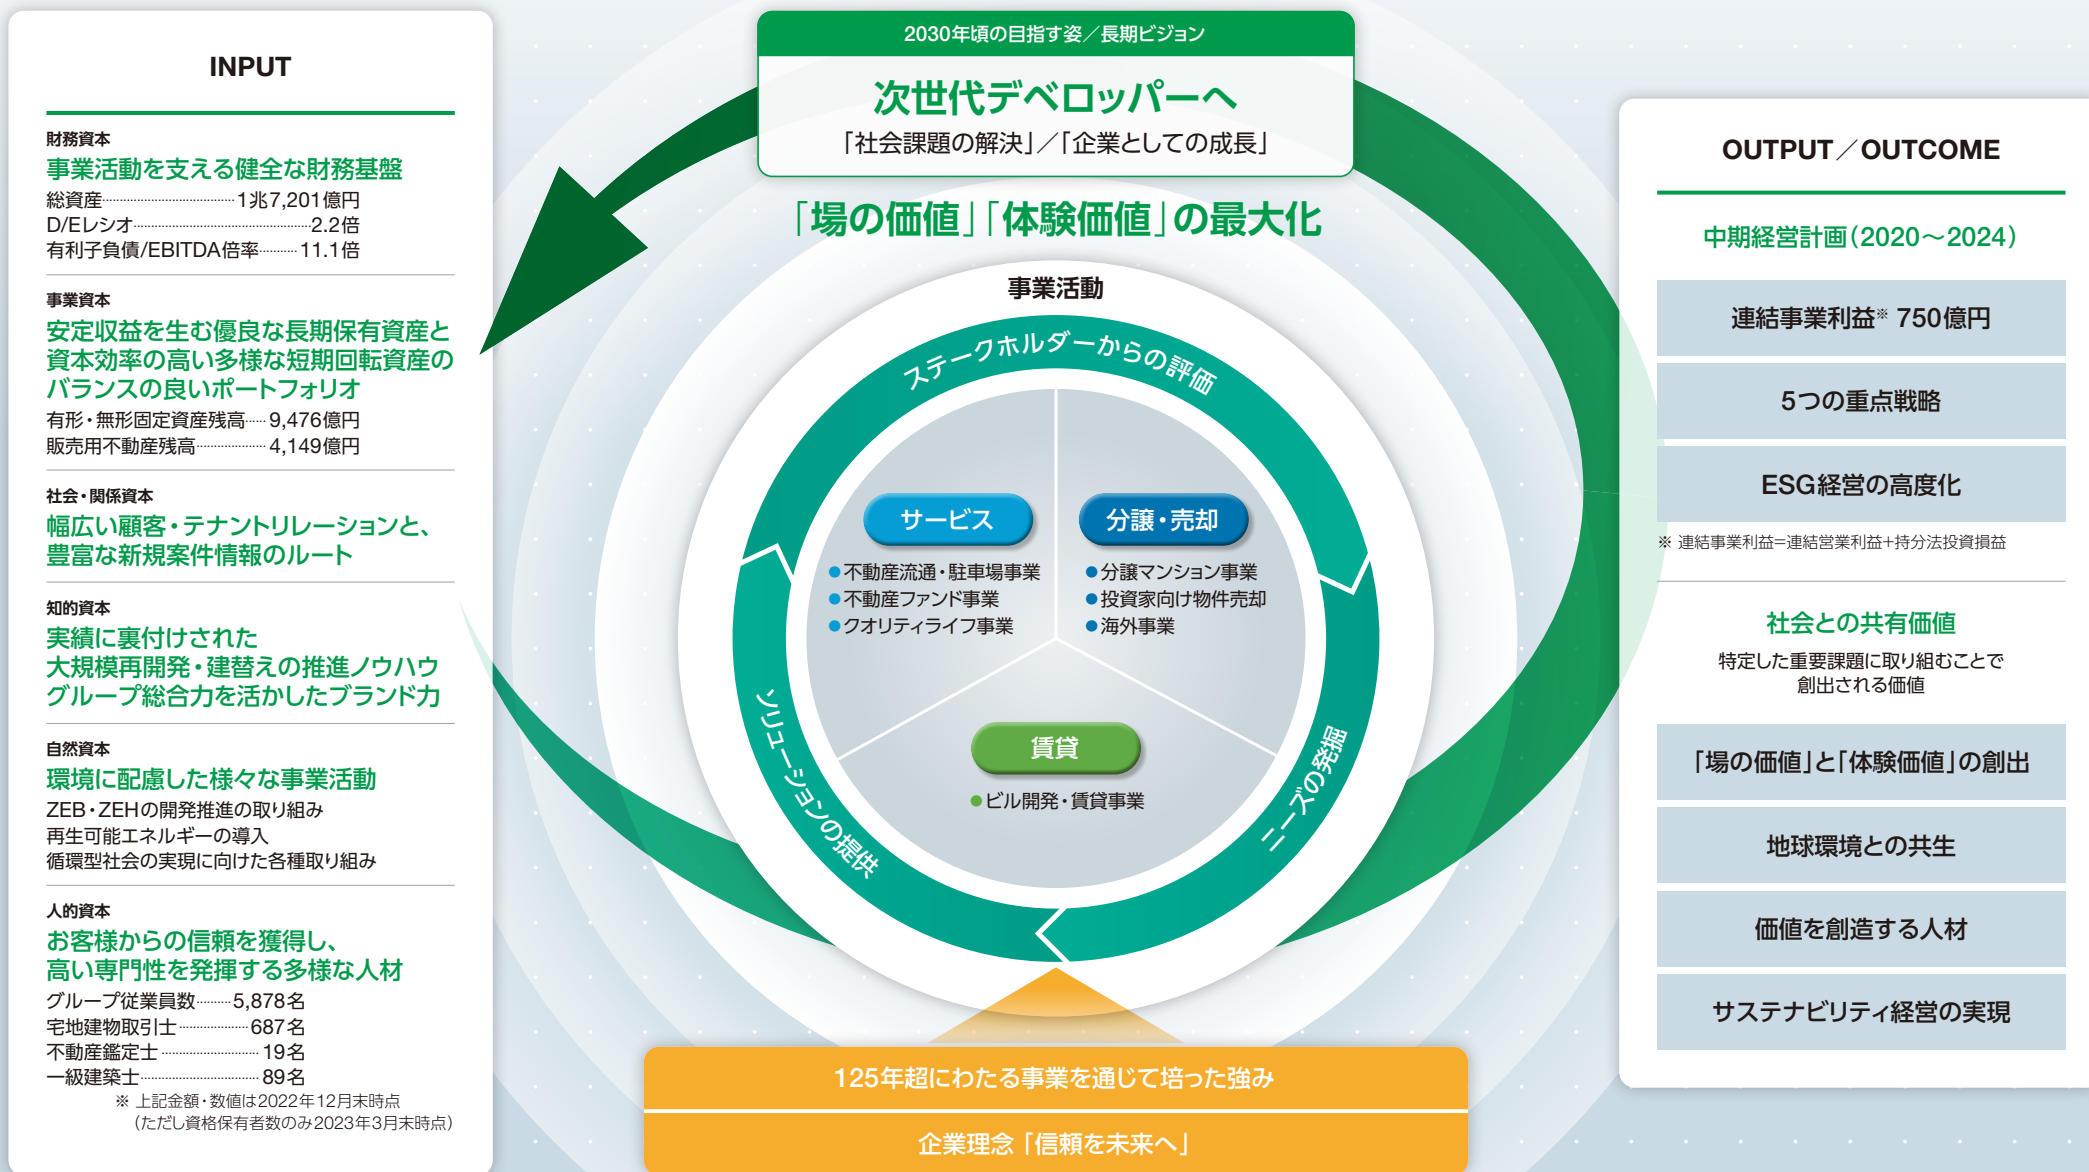 INPUT
財務資本
事業活動を支える健全な財務基盤
総資産 1兆7,201億円
D/Eレシオ 2.2倍
有利子負債/EBITDA倍率 11.1倍
事業資本
安定収益を生む優良な長期保有資産と
資本効率の高い多様な短期回転資産の
バランスの良いポートフォリオ
有形・無形固定資産残高 9,476億円
販売用不動産残高 4,149億円
社会・関係資本
幅広い顧客・テナントリレーションと、
豊富な新規案件情報のルート
知的資本
実績に裏付けされた
大規模再開発・建替えの推進ノウハウ
グループ総合力を活かしたブランド力
自然資本
環境に配慮した様々な事業活動
ZEB・ZEHの開発推進の取り組み
再生可能エネルギーの導入
循環型社会の実現に向けた各種取り組み
人的資本
お客様からの信頼を獲得し、
高い専門性を発揮する多様な人材
グループ従業員数 5,878名
宅地建物取引士 687名
不動産鑑定士 19名
一級建築士 89名
※ 上記金額・数値は2022年12月末時点
（ただし資格保有者数のみ2023年3月末時点）
2030年頃の目指す姿／長期ビジョン
次世代デベロッパーへ
「社会課題の解決」／「企業としての成長」
「場の価値」「体験価値」の最大化
事業活動
ステークホルダーからの評価
ニーズの発掘
ソリューションの提供
サービス
●不動産流通・駐車場事業
●不動産ファンド事業
●クオリティライフ事業
分譲・売却
●分譲マンション事業
●投資家向け物件売却
●海外事業
賃貸
●ビル開発・賃貸事業
125年超にわたる事業を通じて培った強み
企業理念「信頼を未来へ」
OUTPUT／OUTCOME
中期経営計画（2020～2024）
連結事業利益※ 750億円
5つの重点戦略
ESG経営の高度化
※ 連結事業利益=連結営業利益+持分法投資損益
社会との共有価値
特定した重要課題に取り組むことで
創出される価値
「場の価値」と「体験価値」の創出
地球環境との共生
価値を創造する人材
サステナビリティ経営の実現